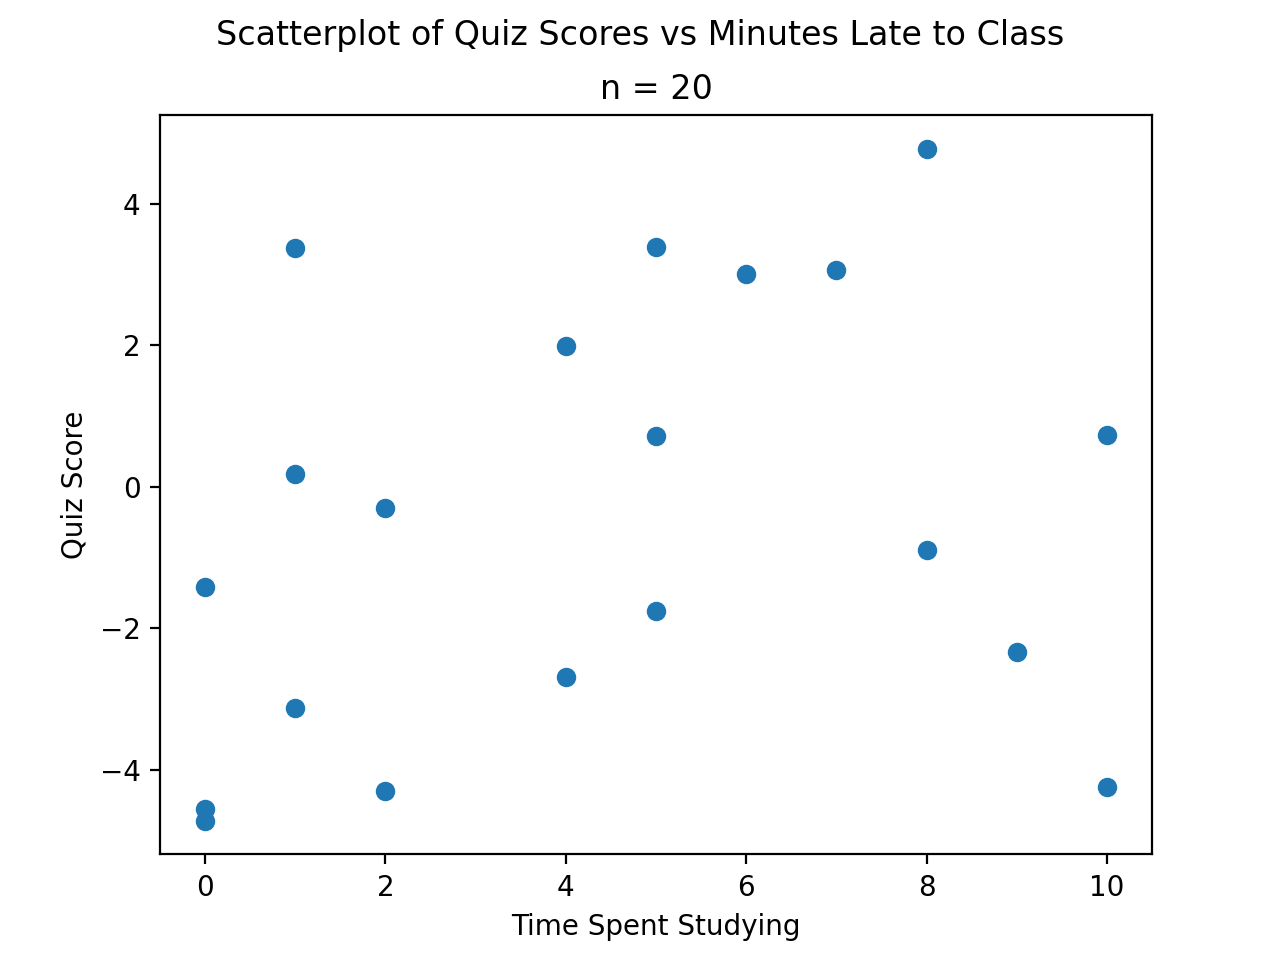 Scatterplot of Quiz Scores vs Minutes Late to Class
n = 20
4
2
0
−2
−4
Quiz Score
0 2 4 6 8 10
Time Spent Studying